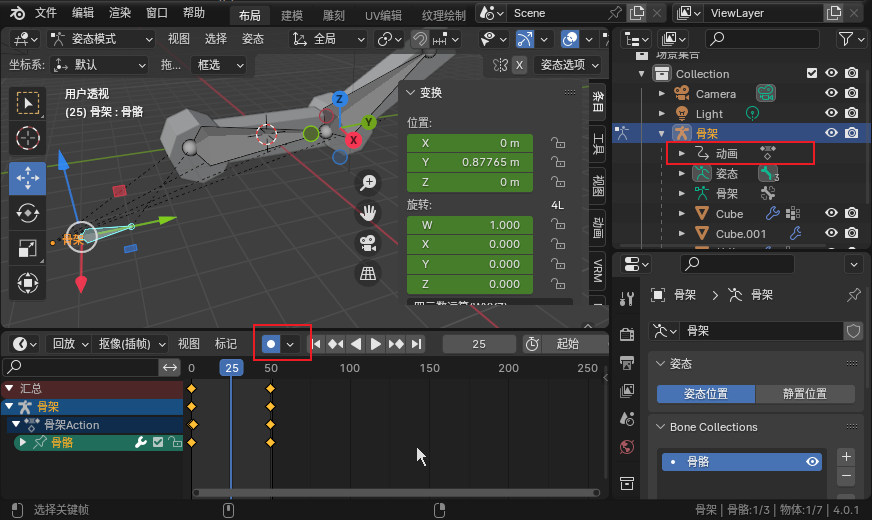 文件 编辑 渲染 窗口 帮助 布局 建模 雕刻 UV编辑 纹理绘制 Scene ViewLayer
姿态模式 视图 选择 姿态 全局
坐标系: 默认 拖... 框选 X 姿态选项
用户透视
(25) 骨架 : 骨骼
Z
Y
X
骨架
变换
位置:
X 0 m
Y 0.87765 m
Z 0 m
旋转: 4L
W 1.000
X 0.000
Y 0.000
Z 0.000
条目
工具
视图
动画
VRM
场景集合
Collection
Camera
Light
骨架
动画
姿态 3
骨架
Cube
Cube.001
回放 抠像(插帧) 视图 标记 25 起始
0 25 50 100 150 200 250
汇总
骨架
骨架Action
骨骼
骨架 骨架
骨架
姿态
姿态位置 静置位置
Bone Collections
骨骼
选择关键帧 骨架 | 骨骼:1/3 | 物体:1/7 | 4.0.1